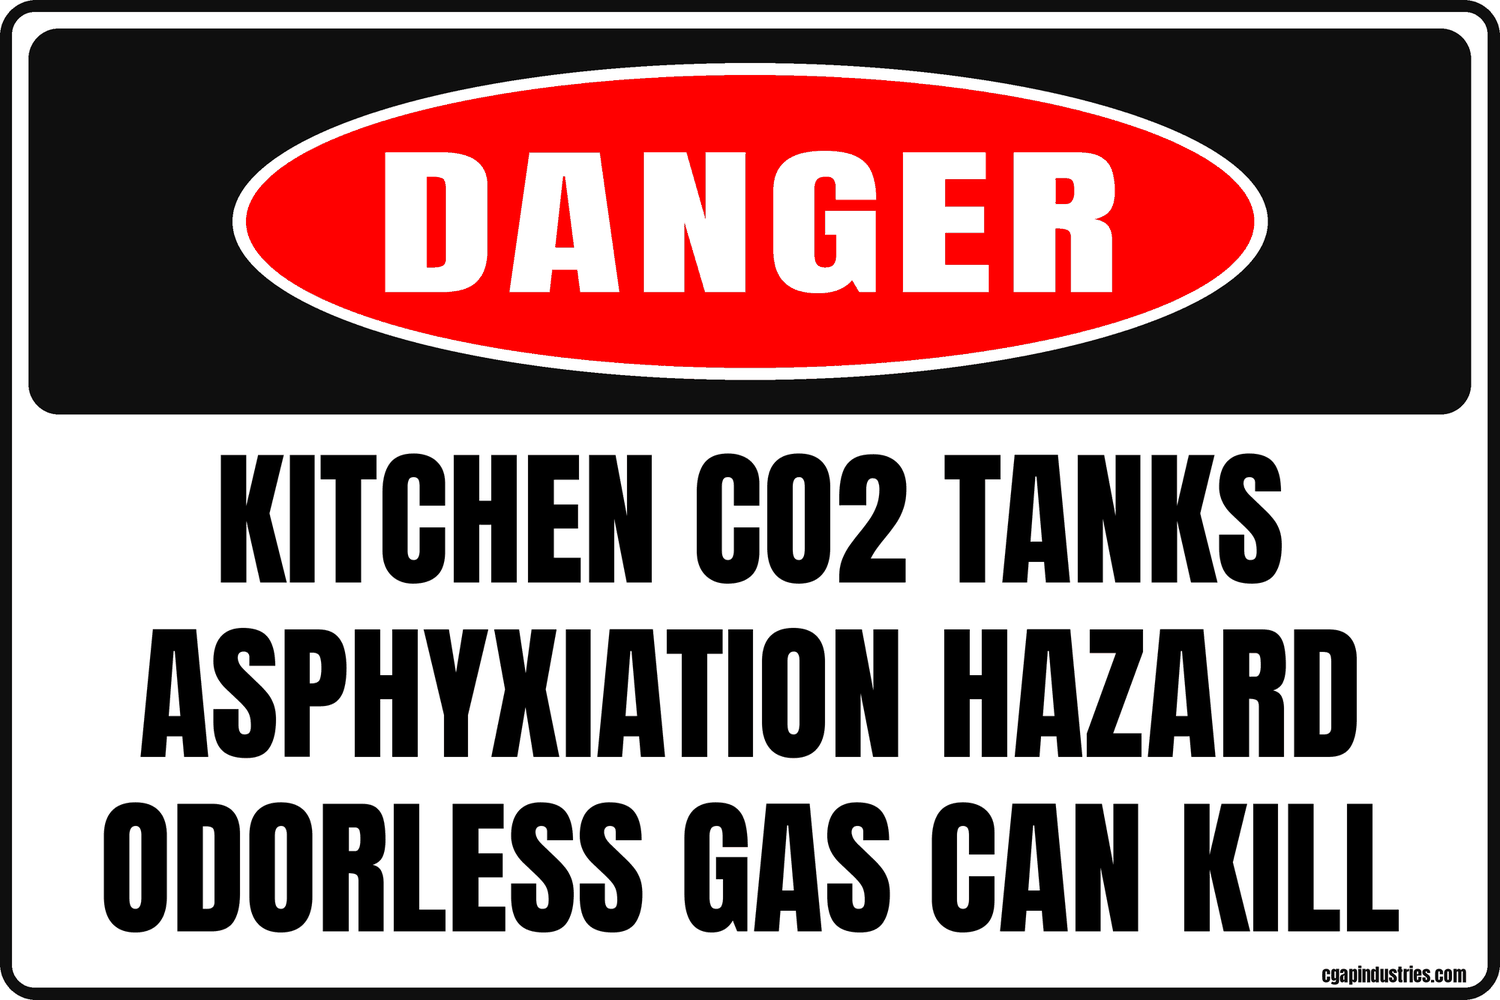 DANGER
KITCHEN CO2 TANKS
ASPHYXIATION HAZARD
ODORLESS GAS CAN KILL
cgapindustries.com